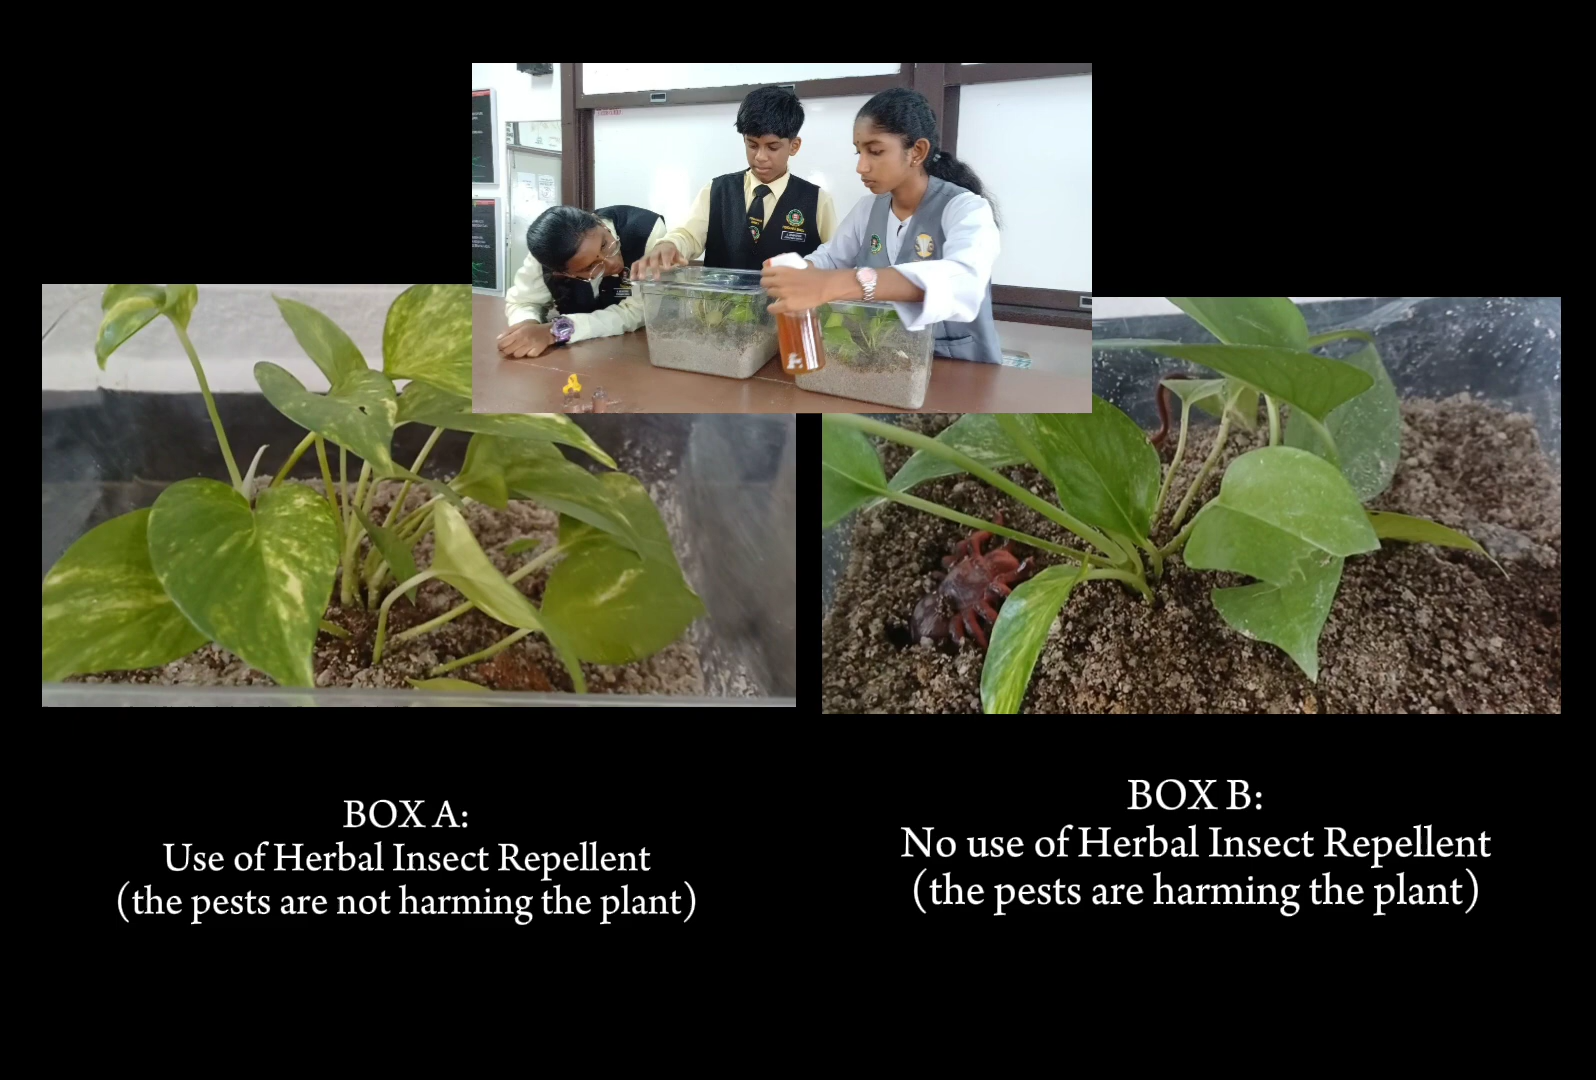 BOX A:
Use of Herbal Insect Repellent
(the pests are not harming the plant)
BOX B:
No use of Herbal Insect Repellent
(the pests are harming the plant)